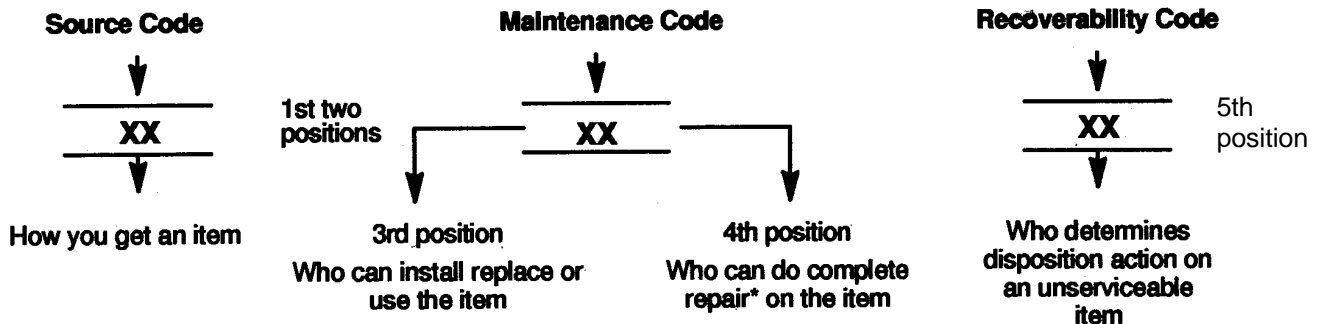 Source Code
XX
1st two
positions
How you get an item
Maintenance Code
XX
3rd position
Who can install replace or
use the item
4th position
Who can do complete
repair* on the item
Recoverability Code
XX
5th
position
Who determines
disposition action on
an unserviceable
item